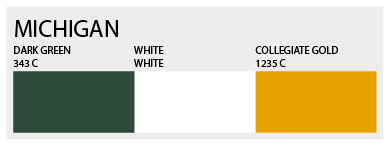 MICHIGAN
DARK GREEN WHITE COLLEGIATE GOLD
343 C WHITE 1235 C